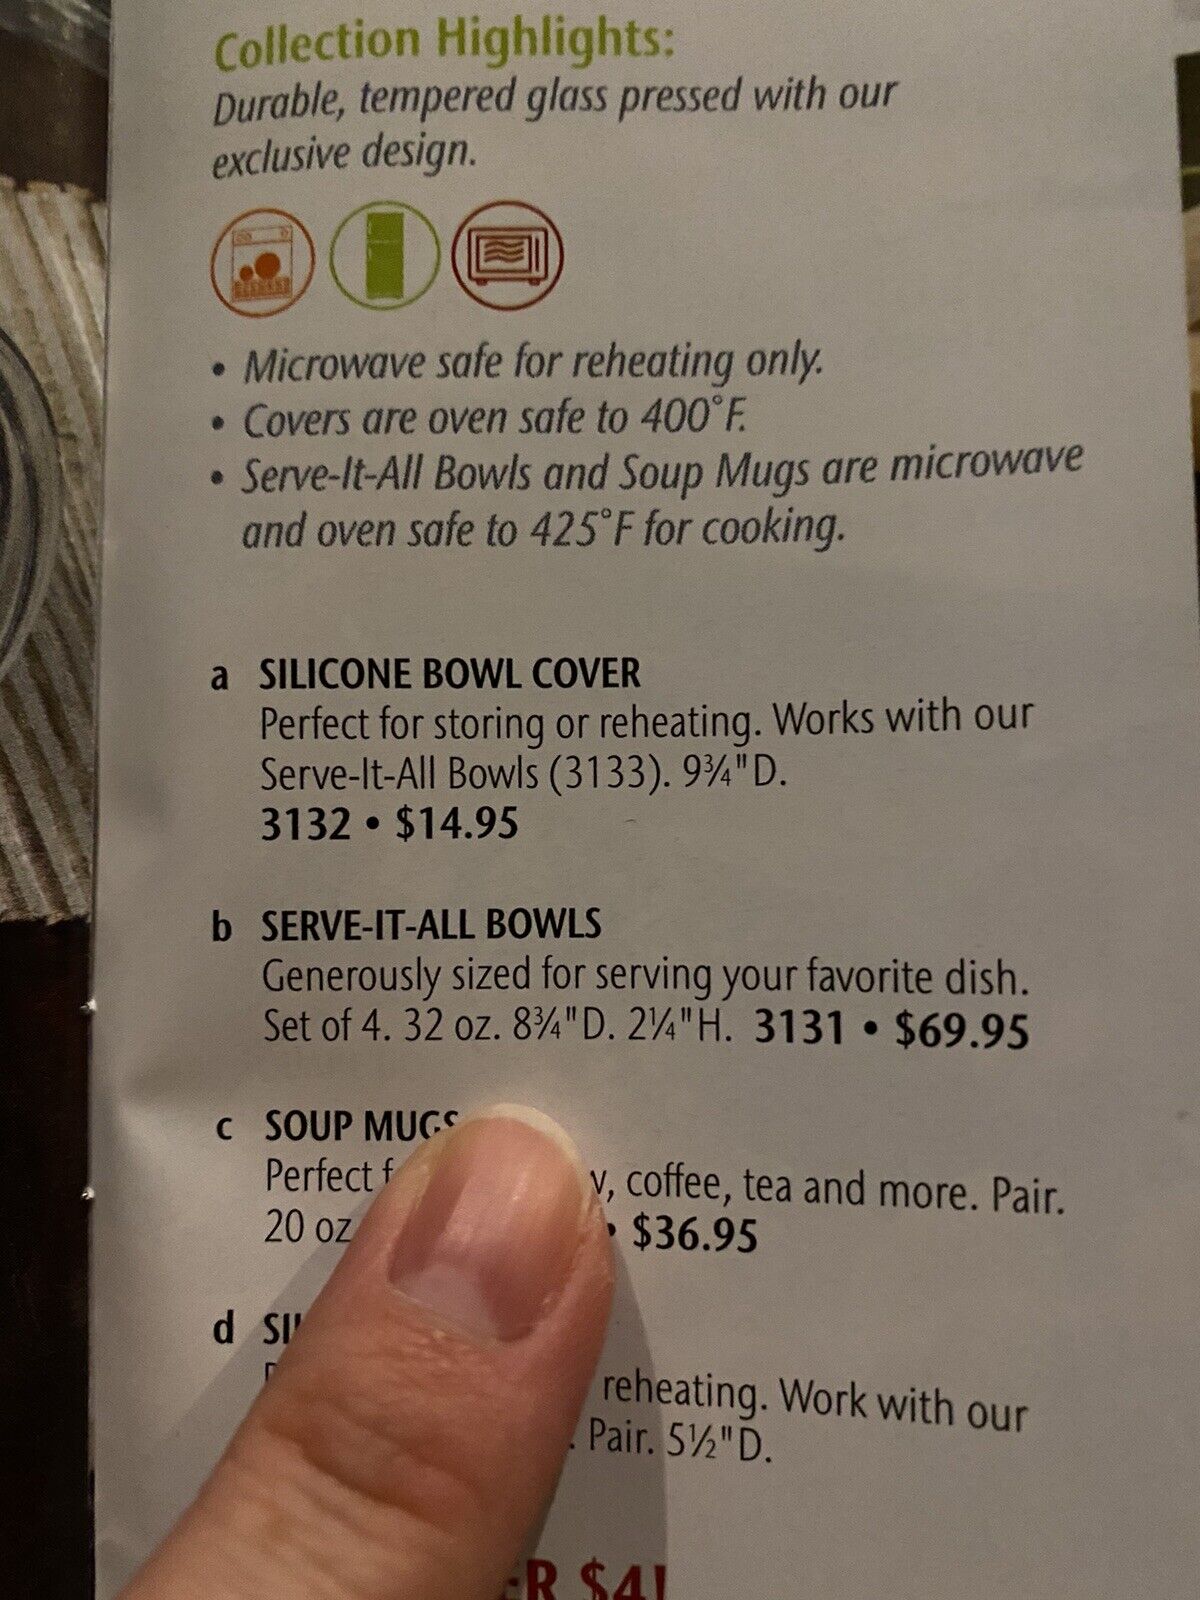 Collection Highlights:
Durable, tempered glass pressed with our
exclusive design.
• Microwave safe for reheating only.
• Covers are oven safe to 400°F.
• Serve-It-All Bowls and Soup Mugs are microwave
and oven safe to 425°F for cooking.
a SILICONE BOWL COVER
Perfect for storing or reheating. Works with our
Serve-It-All Bowls (3133). 9¾"D.
3132 • $14.95
b SERVE-IT-ALL BOWLS
Generously sized for serving your favorite dish.
Set of 4. 32 oz. 8¾"D. 2¼"H. 3131 • $69.95
c SOUP MUGS
Perfect coffee, tea and more. Pair.
20 oz • $36.95
d
reheating. Work with our
. Pair. 5½"D.
$4!